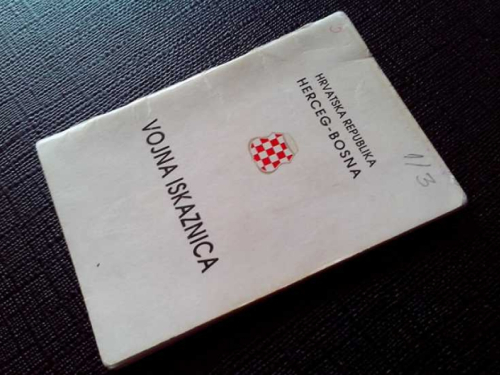 HRVATSKA REPUBLIKA
HERCEG-BOSNA
VOJNA ISKAZNICA
1/3